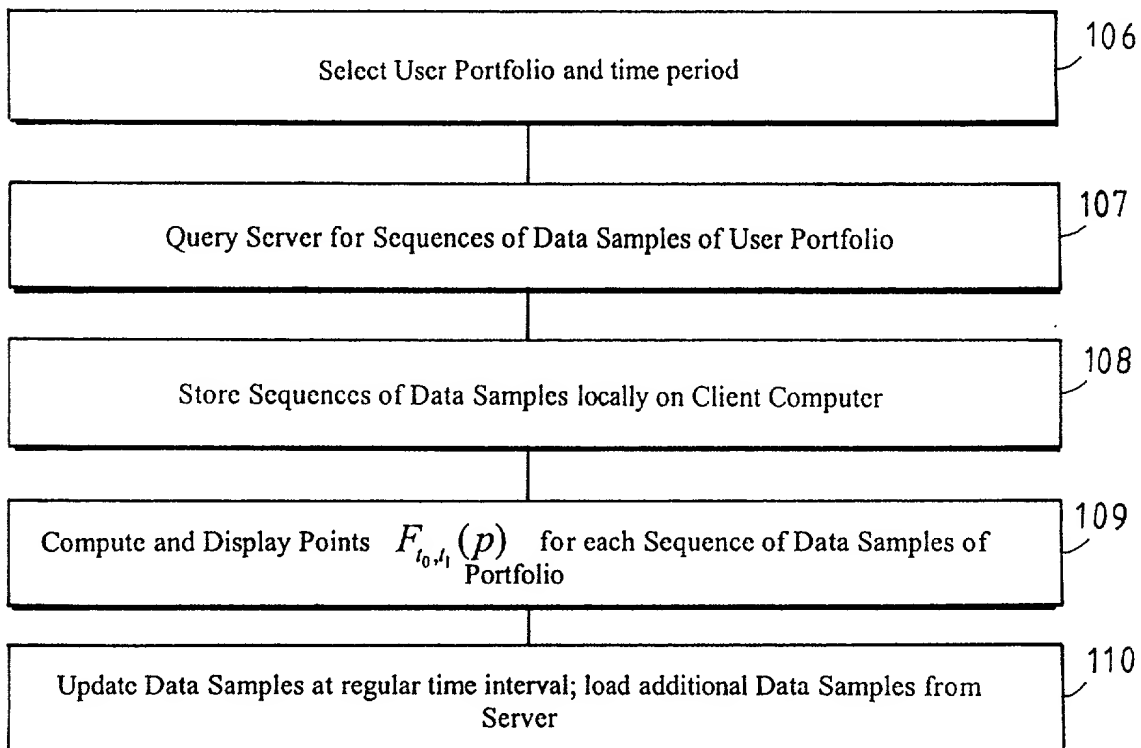 106
Select User Portfolio and time period
107
Query Server for Sequences of Data Samples of User Portfolio
108
Store Sequences of Data Samples locally on Client Computer
109
Compute and Display Points F_{t_0,t_1}(p) for each Sequence of Data Samples of
Portfolio
110
Update Data Samples at regular time interval; load additional Data Samples from
Server